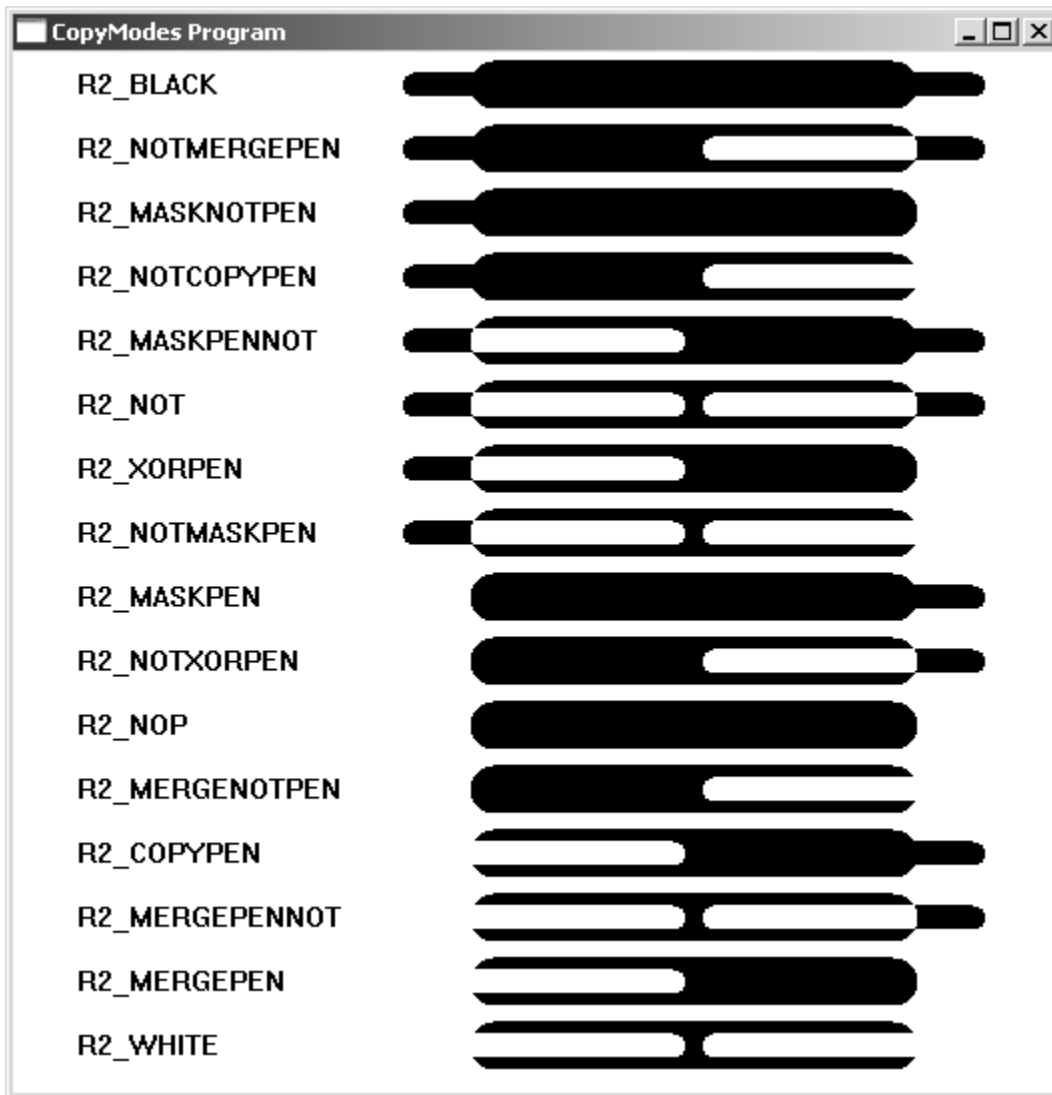 CopyModes Program
R2_BLACK
R2_NOTMERGEPEN
R2_MASKNOTPEN
R2_NOTCOPYPEN
R2_MASKPENNOT
R2_NOT
R2_XORPEN
R2_NOTMASKPEN
R2_MASKPEN
R2_NOTXORPEN
R2_NOP
R2_MERGENOTPEN
R2_COPYPEN
R2_MERGEPENNOT
R2_MERGEPEN
R2_WHITE